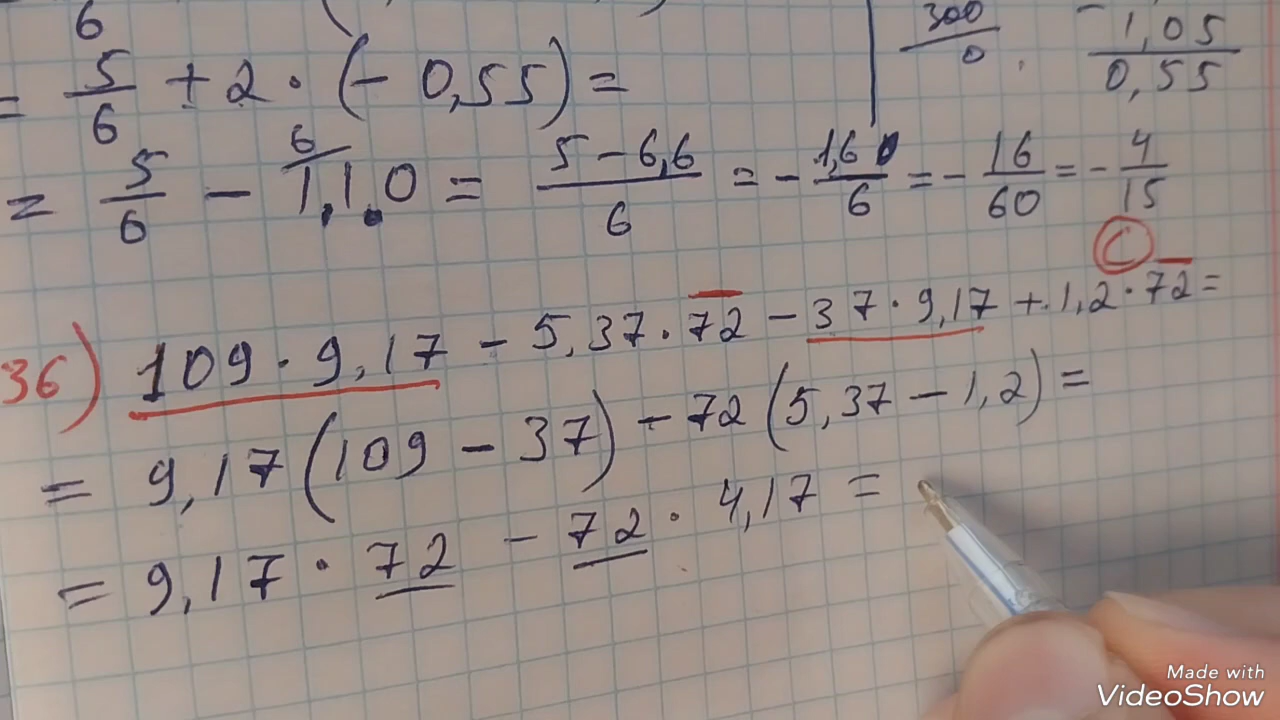 6
300
0
- 1,05
0,55
= 5/6 + 2 · (- 0,55) =
= 5/6 - 1,1.0 6 = 5 - 6,6 / 6 = - 1,60/6 = - 16/60 = - 4/15
C
36) 109 · 9,17 - 5,37 · 72 - 37 · 9,17 + 1,2 · 72 =
= 9,17 (109 - 37) - 72 (5,37 - 1,2) =
= 9,17 · 72 - 72 · 4,17 =
Made with
VideoShow